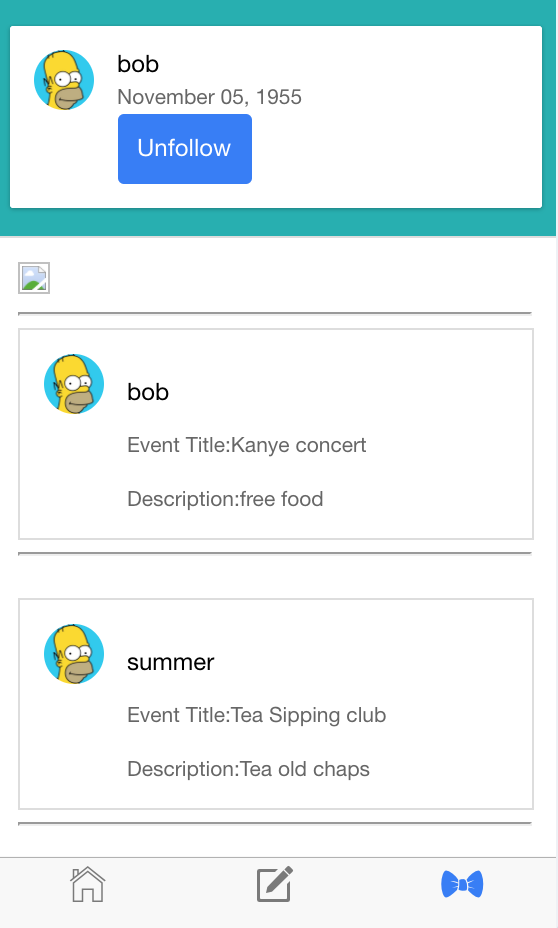 bob
November 05, 1955
Unfollow
bob
Event Title:Kanye concert
Description:free food
summer
Event Title:Tea Sipping club
Description:Tea old chaps